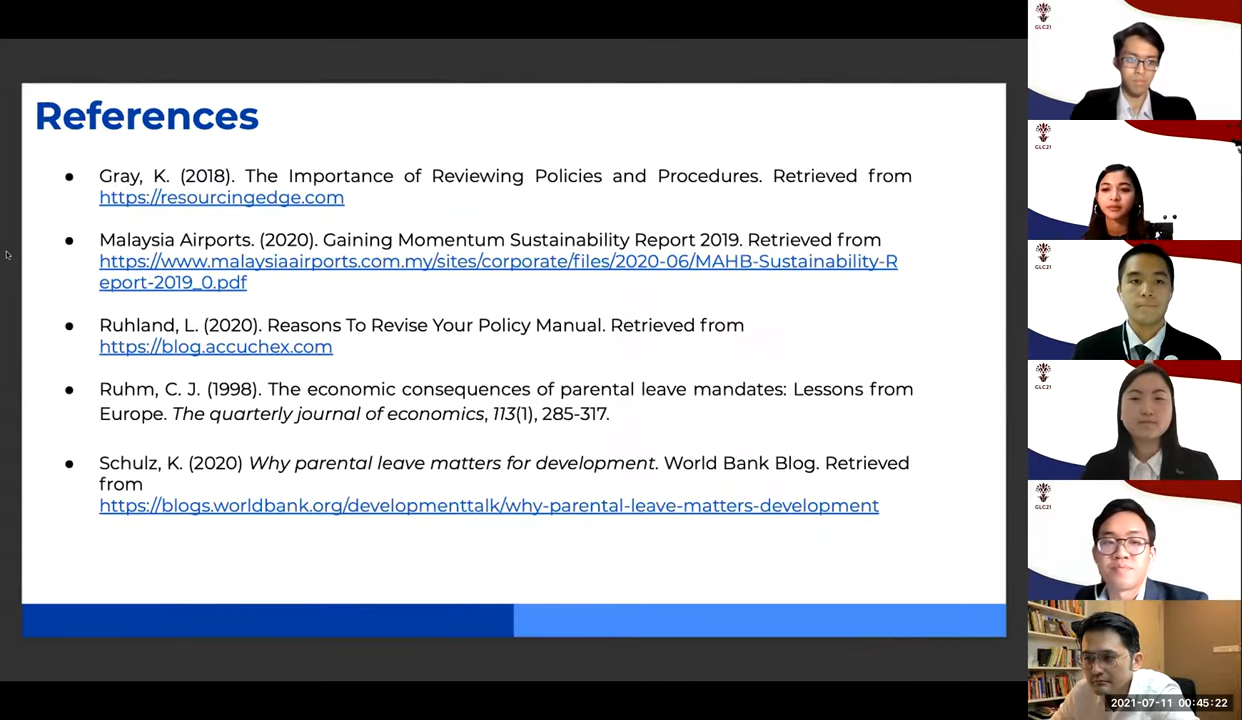 References
● Gray, K. (2018). The Importance of Reviewing Policies and Procedures. Retrieved from
https://resourcingedge.com
● Malaysia Airports. (2020). Gaining Momentum Sustainability Report 2019. Retrieved from
https://www.malaysiaairports.com.my/sites/corporate/files/2020-06/MAHB-Sustainability-R
eport-2019_0.pdf
● Ruhland, L. (2020). Reasons To Revise Your Policy Manual. Retrieved from
https://blog.accuchex.com
● Ruhm, C. J. (1998). The economic consequences of parental leave mandates: Lessons from
Europe. The quarterly journal of economics, 113(1), 285-317.
● Schulz, K. (2020) Why parental leave matters for development. World Bank Blog. Retrieved
from
https://blogs.worldbank.org/developmenttalk/why-parental-leave-matters-development
GLC21
GLC21
GLC21
GLC21
GLC21
2021-07-11 00:45:22